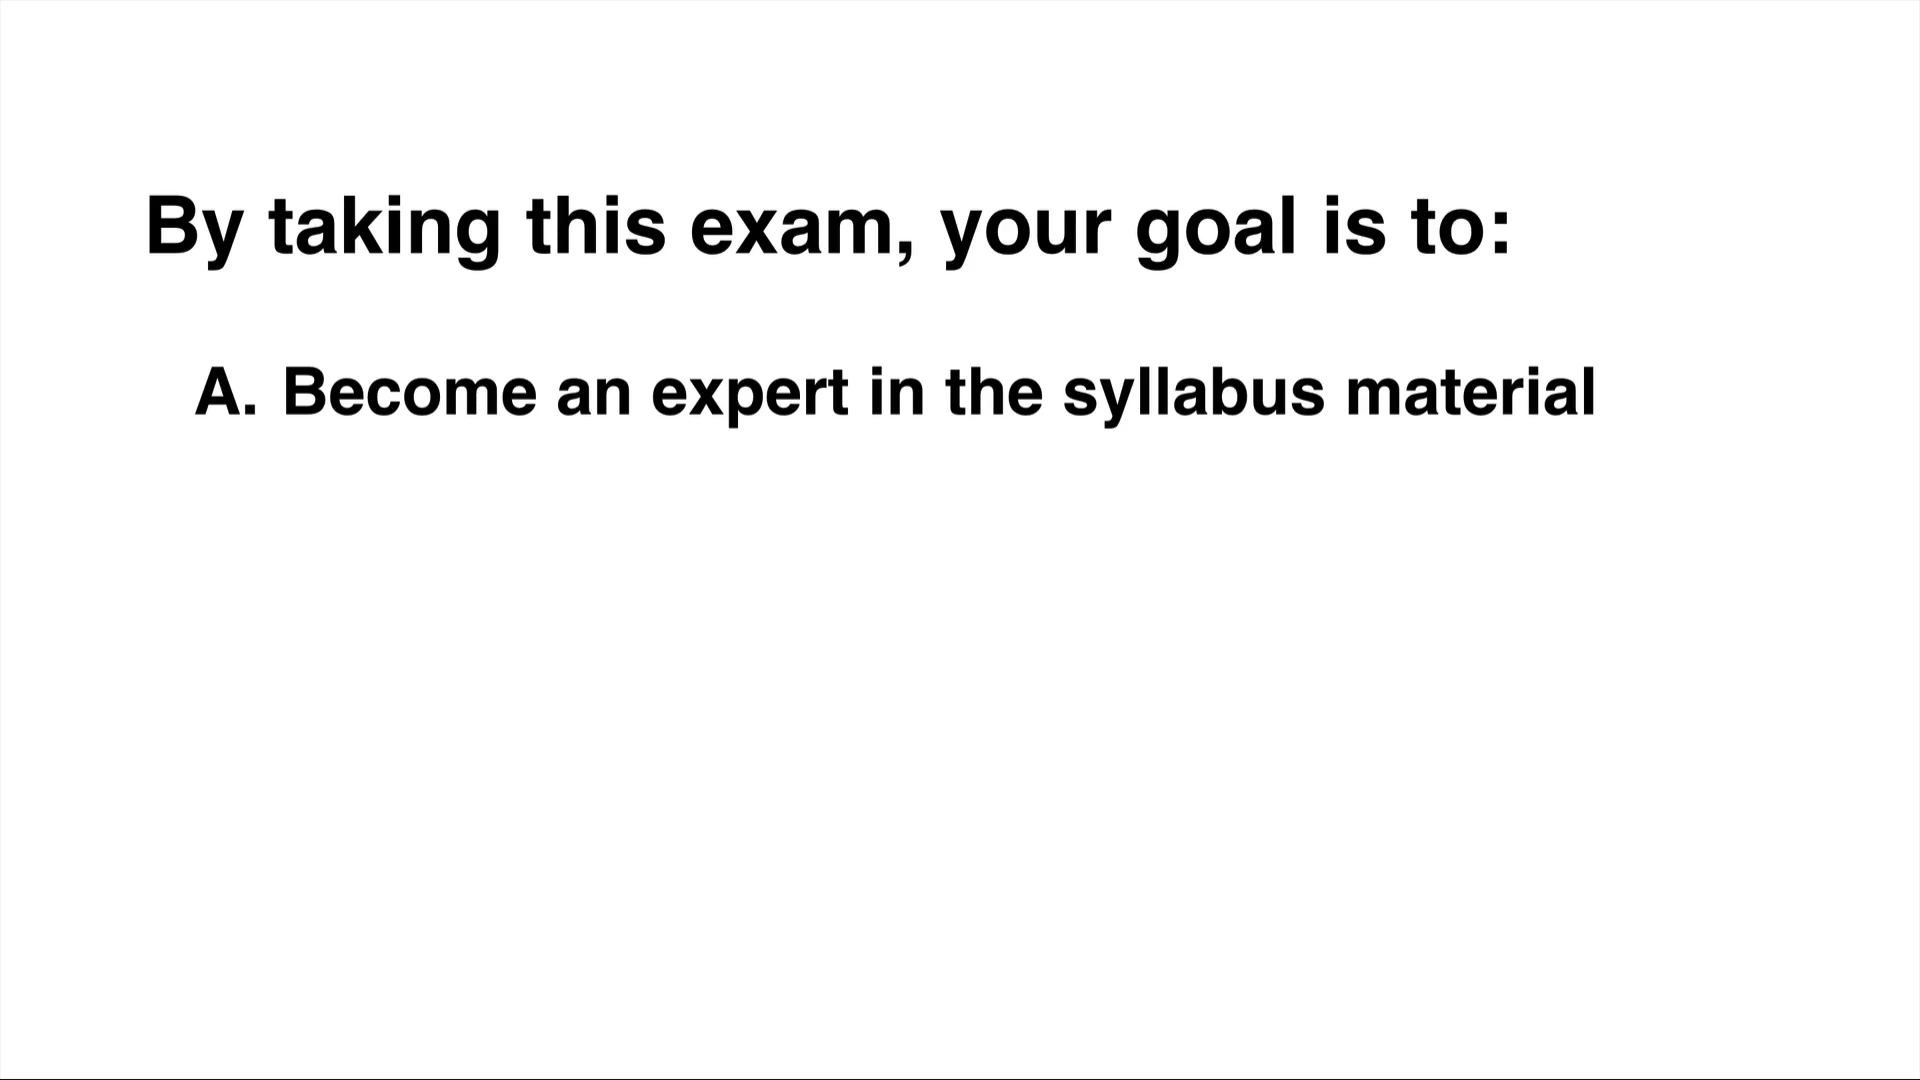 By taking this exam, your goal is to:
A. Become an expert in the syllabus material